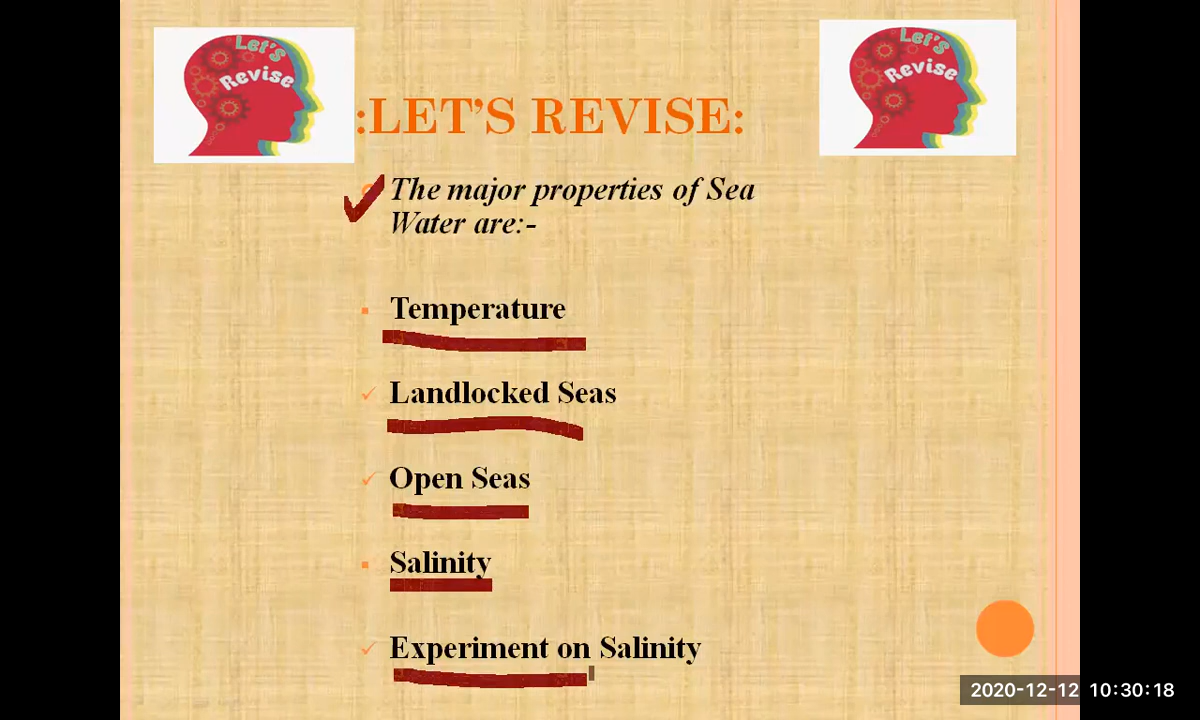 Let's
Revise
Let's
Revise
:LET’S REVISE:
The major properties of Sea
Water are:-
Temperature
Landlocked Seas
Open Seas
Salinity
Experiment on Salinity
2020-12-12 10:30:18